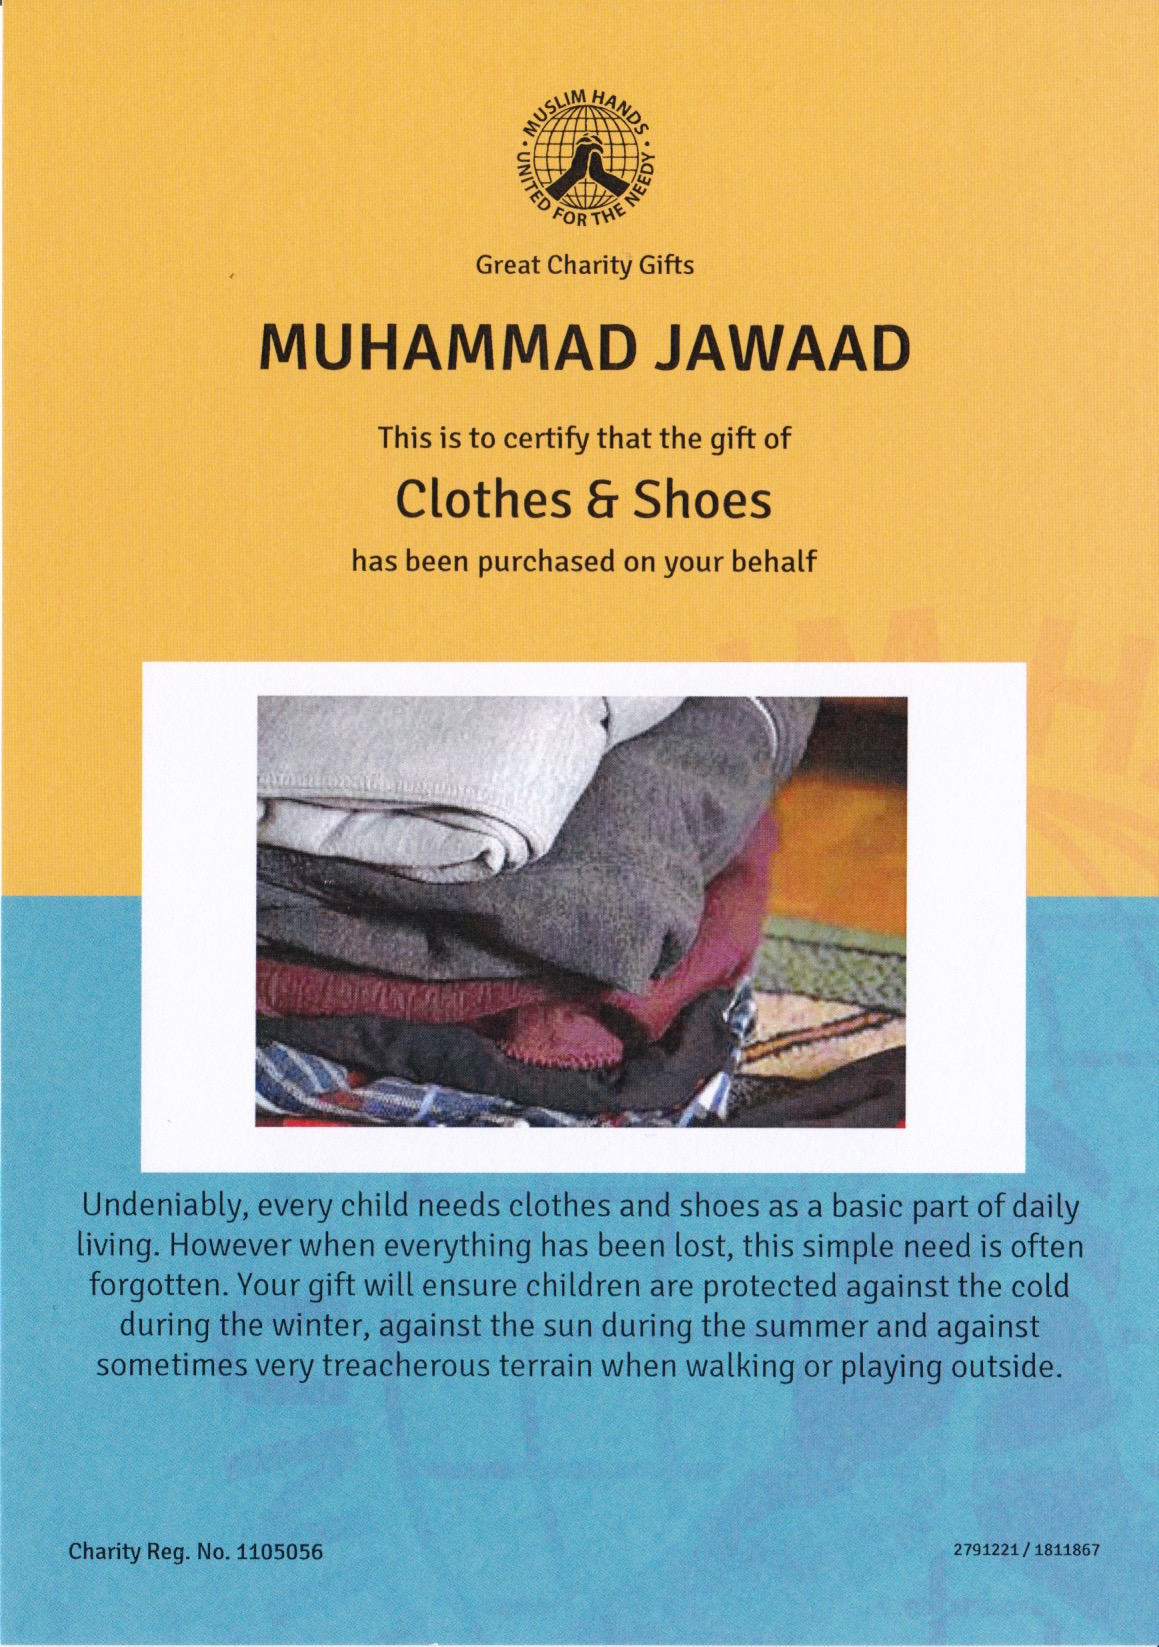 MUSLIM HANDS
UNITED FOR THE NEEDY
Great Charity Gifts
MUHAMMAD JAWAAD
This is to certify that the gift of
Clothes & Shoes
has been purchased on your behalf
Undeniably, every child needs clothes and shoes as a basic part of daily
living. However when everything has been lost, this simple need is often
forgotten. Your gift will ensure children are protected against the cold
during the winter, against the sun during the summer and against
sometimes very treacherous terrain when walking or playing outside.
Charity Reg. No. 1105056
2791221 / 1811867